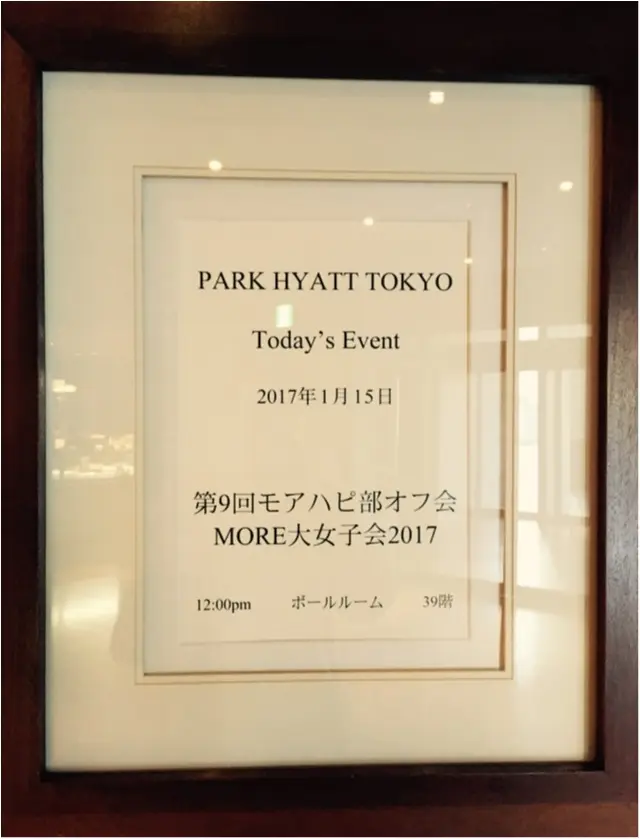 PARK HYATT TOKYO
Today's Event
2017年1月15日
第9回モアハピ部オフ会
MORE大女子会2017
12:00pm ボールルーム 39階